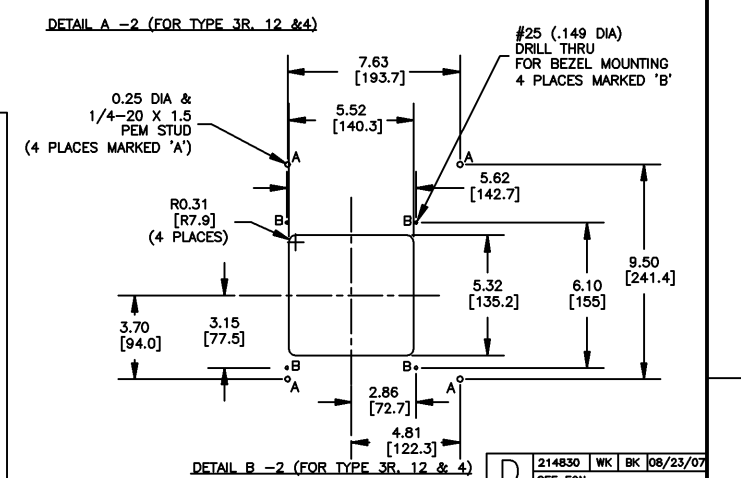 DETAIL A -2 (FOR TYPE 3R, 12 &4)
#25 (.149 DIA)
DRILL THRU
FOR BEZEL MOUNTING
4 PLACES MARKED 'B'
7.63
[193.7]
0.25 DIA &
1/4-20 X 1.5
PEM STUD
(4 PLACES MARKED 'A')
5.52
[140.3]
A
A
5.62
[142.7]
R0.31
[R7.9]
(4 PLACES)
B
B
9.50
[241.4]
5.32
[135.2]
6.10
[155]
3.70
[94.0]
3.15
[77.5]
B
B
A
A
2.86
[72.7]
4.81
[122.3]
DETAIL B -2 (FOR TYPE 3R, 12 & 4)
D
214830 WK BK 08/23/07